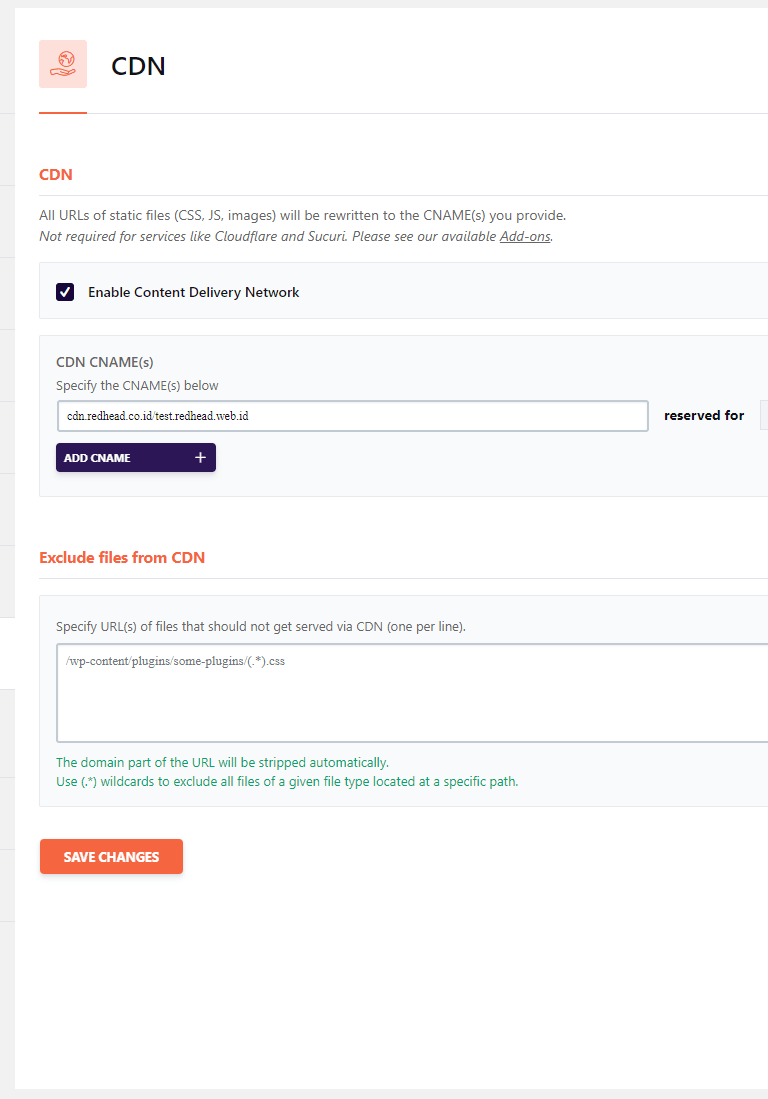 CDN
CDN
All URLs of static files (CSS, JS, images) will be rewritten to the CNAME(s) you provide.
Not required for services like Cloudflare and Sucuri. Please see our available Add-ons.
Enable Content Delivery Network
CDN CNAME(s)
Specify the CNAME(s) below
cdn.redhead.co.id/test.redhead.web.id reserved for
ADD CNAME +
Exclude files from CDN
Specify URL(s) of files that should not get served via CDN (one per line).
/wp-content/plugins/some-plugins/(.*).css
The domain part of the URL will be stripped automatically.
Use (.*) wildcards to exclude all files of a given file type located at a specific path.
SAVE CHANGES